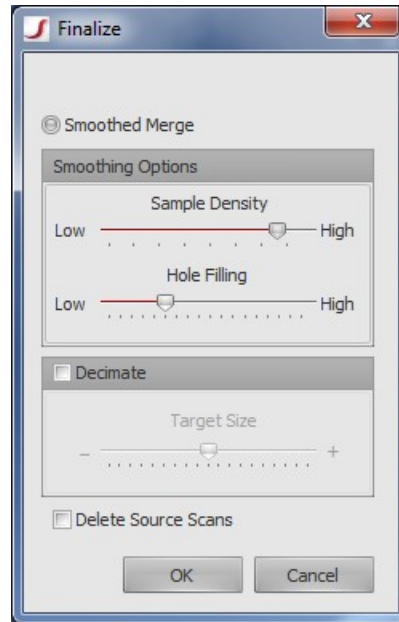 Finalize
Smoothed Merge
Smoothing Options
Sample Density
Low High
Hole Filling
Low High
Decimate
Target Size
- +
Delete Source Scans
OK Cancel